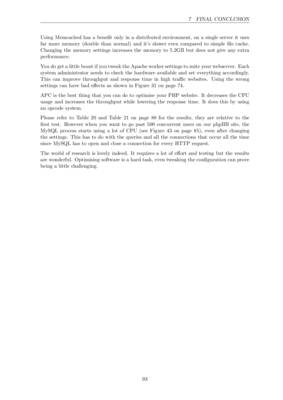 7 FINAL CONCLUSION
Using Memcached has a benefit only in a distributed environment, on a single server it uses
far more memory (double than normal) and it's slower even compared to simple file cache.
Changing the memory settings increases the memory to 5.2GB but does not give any extra
performance.
You do get a little boost if you tweak the Apache worker settings to suite your webserver. Each
system administrator needs to check the hardware available and set everything accordingly.
This can improve throughput and response time in high traffic websites. Using the wrong
settings can have bad effects as shown in Figure 31 on page 74.
APC is the best thing that you can do to optimize your PHP website. It decreases the CPU
usage and increases the throughput while lowering the response time. It does this by using
an opcode system.
Please refer to Table 20 and Table 21 on page 88 for the results, they are relative to the
first test. However when you want to go past 500 concurrent users on our phpBB site, the
MySQL process starts using a lot of CPU (see Figure 43 on page 85), even after changing
the settings. This has to do with the queries and all the connections that occur all the time
since MySQL has to open and close a connection for every HTTP request.
The world of research is lovely indeed. It requires a lot of effort and testing but the results
are wonderful. Optimising software is a hard task, even tweaking the configuration can prove
being a little challenging.
93